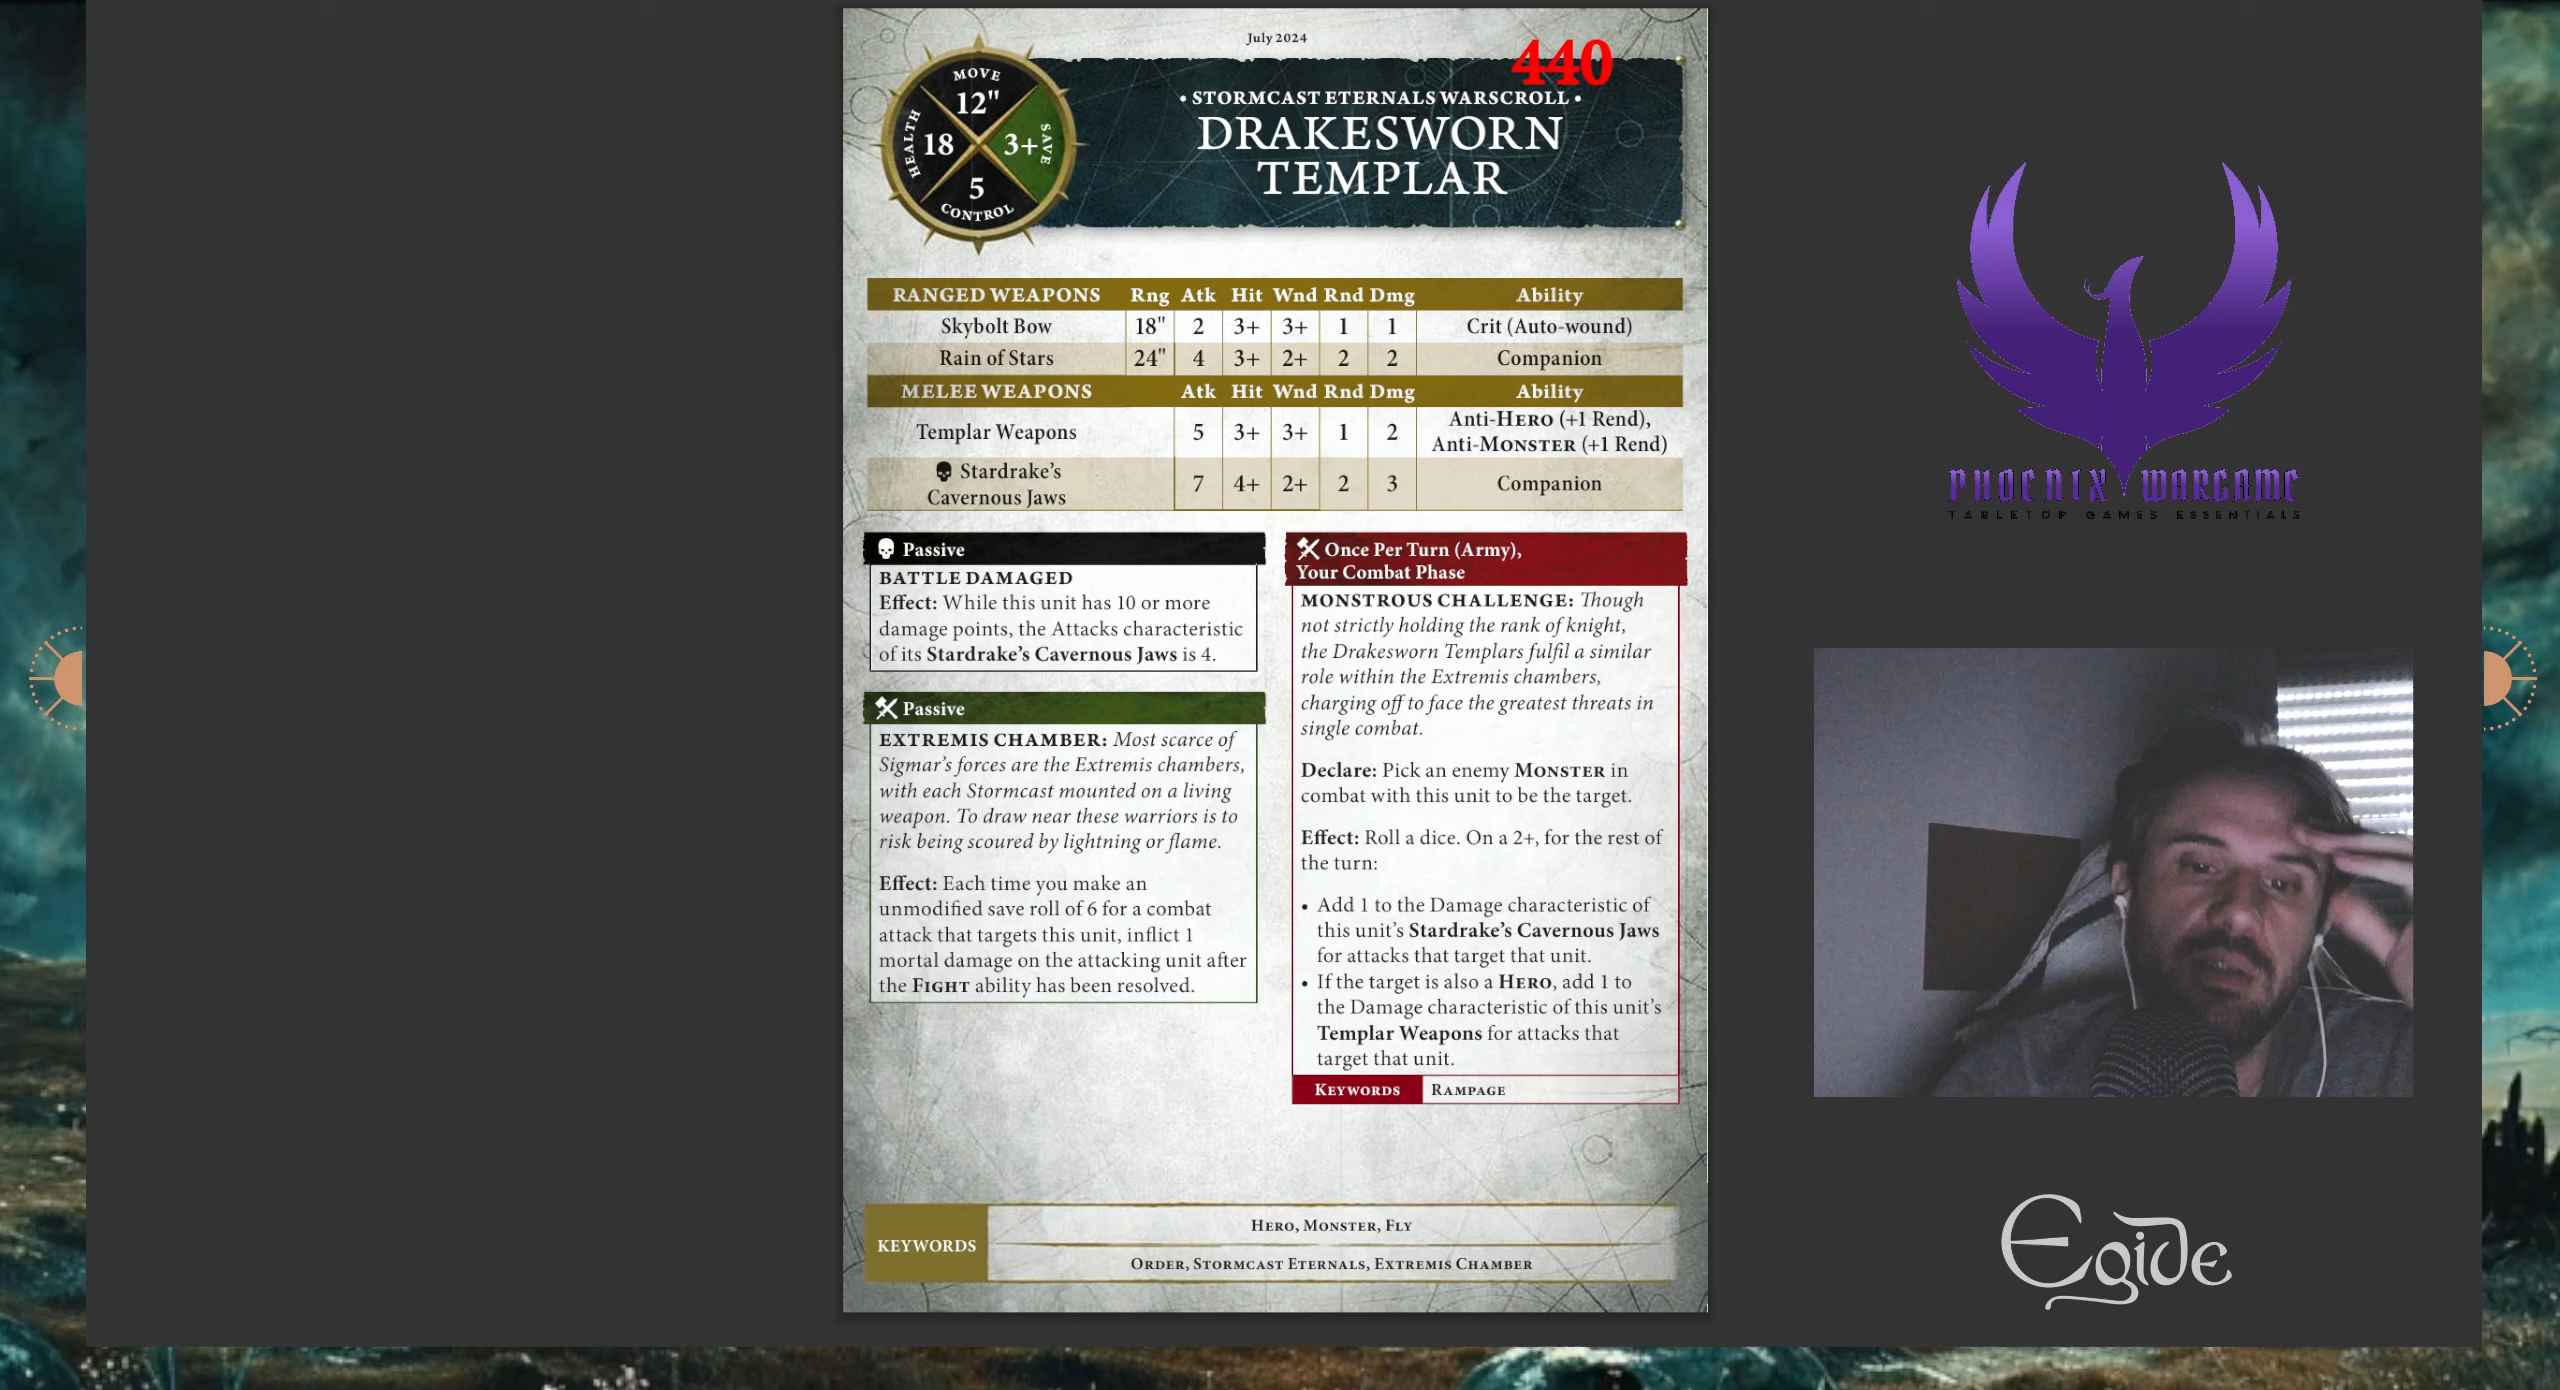 July 2024
440
MOVE
12"
HEALTH
18
3+
SAVE
5
CONTROL
• STORMCAST ETERNALS WARSCROLL •
DRAKESWORN
TEMPLAR
RANGED WEAPONS Rng Atk Hit Wnd Rnd Dmg Ability
Skybolt Bow 18" 2 3+ 3+ 1 1 Crit (Auto-wound)
Rain of Stars 24" 4 3+ 2+ 2 2 Companion
MELEE WEAPONS Atk Hit Wnd Rnd Dmg Ability
Templar Weapons 5 3+ 3+ 1 2 Anti-HERO (+1 Rend),
Anti-MONSTER (+1 Rend)
Stardrake's
Cavernous Jaws 7 4+ 2+ 2 3 Companion
Passive
BATTLE DAMAGED
Effect: While this unit has 10 or more
damage points, the Attacks characteristic
of its Stardrake's Cavernous Jaws is 4.
Passive
EXTREMIS CHAMBER: Most scarce of
Sigmar's forces are the Extremis chambers,
with each Stormcast mounted on a living
weapon. To draw near these warriors is to
risk being scoured by lightning or flame.
Effect: Each time you make an
unmodified save roll of 6 for a combat
attack that targets this unit, inflict 1
mortal damage on the attacking unit after
the FIGHT ability has been resolved.
Once Per Turn (Army),
Your Combat Phase
MONSTROUS CHALLENGE: Though
not strictly holding the rank of knight,
the Drakesworn Templars fulfil a similar
role within the Extremis chambers,
charging off to face the greatest threats in
single combat.
Declare: Pick an enemy MONSTER in
combat with this unit to be the target.
Effect: Roll a dice. On a 2+, for the rest of
the turn:
• Add 1 to the Damage characteristic of
this unit's Stardrake's Cavernous Jaws
for attacks that target that unit.
• If the target is also a HERO, add 1 to
the Damage characteristic of this unit's
Templar Weapons for attacks that
target that unit.
KEYWORDS RAMPAGE
KEYWORDS
HERO, MONSTER, FLY
ORDER, STORMCAST ETERNALS, EXTREMIS CHAMBER
PHOENIX WARGAME
TABLETOP GAMES ESSENTIALS
Egide